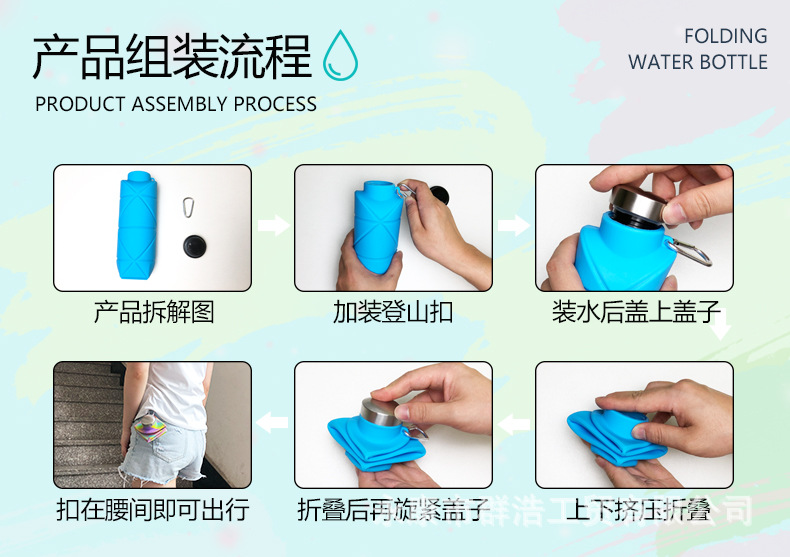 产品组装流程
PRODUCT ASSEMBLY PROCESS
FOLDING
WATER BOTTLE
产品拆解图
加装登山扣
装水后盖上盖子
扣在腰间即可出行
折叠后再旋紧盖子
上下挤压折叠